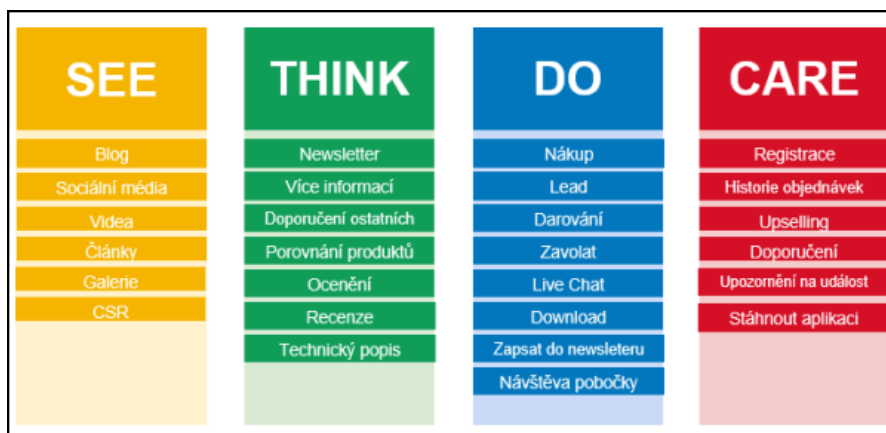 SEE
Blog
Sociální média
Videa
Články
Galerie
CSR
THINK
Newsletter
Více informací
Doporučení ostatních
Porovnání produktů
Ocenění
Recenze
Technický popis
DO
Nákup
Lead
Darování
Zavolat
Live Chat
Download
Zapsat do newsleteru
Návštěva pobočky
CARE
Registrace
Historie objednávek
Upselling
Doporučení
Upozornění na událost
Stáhnout aplikaci